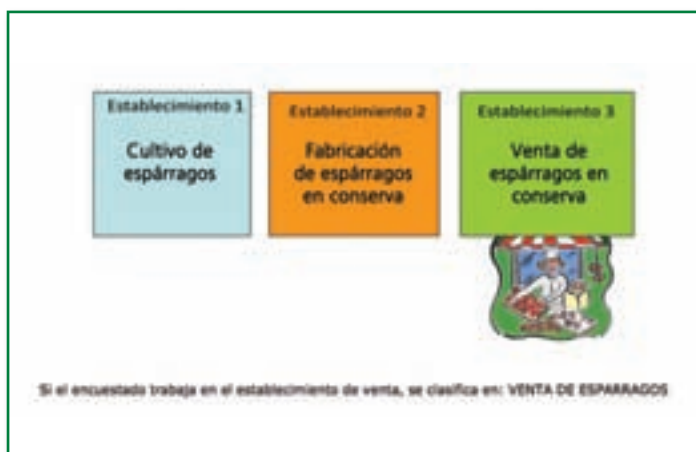 Establecimiento 1
Cultivo de
espárragos
Establecimiento 2
Fabricación
de espárragos
en conserva
Establecimiento 3
Venta de
espárragos en
conserva
Si el encuestado trabaja en el establecimiento de venta, se clasifica en: VENTA DE ESPARRAGOS